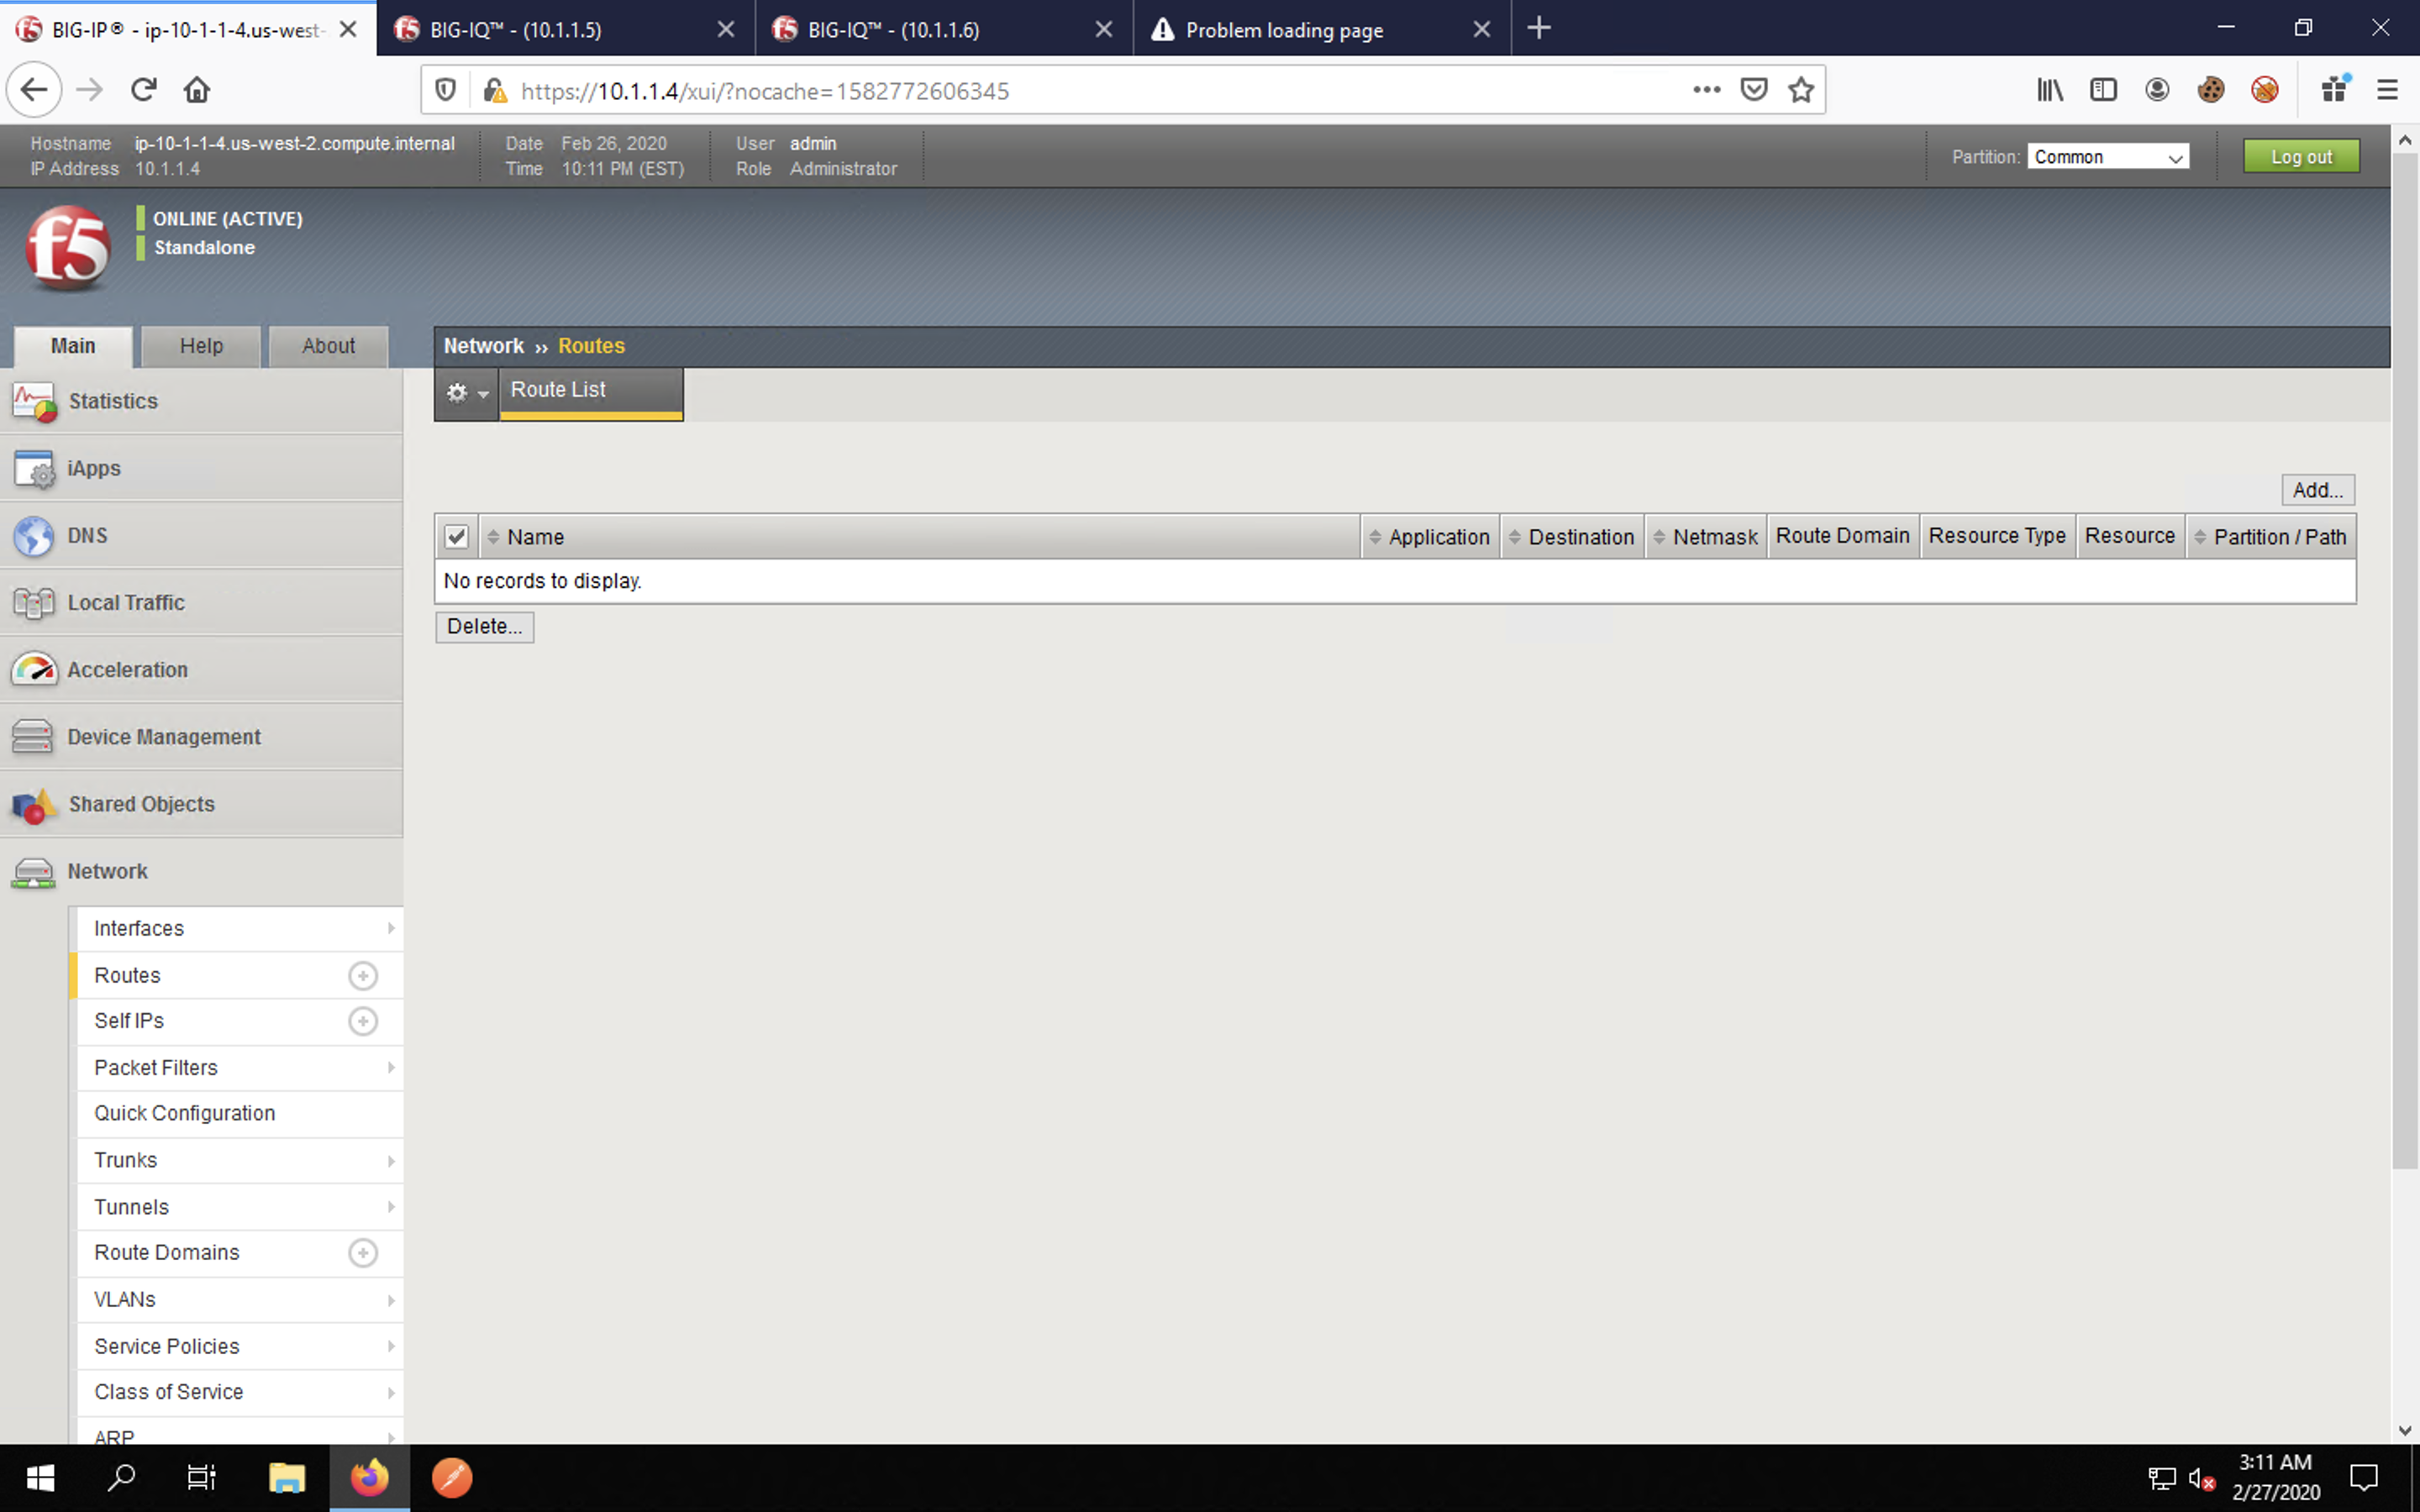 BIG-IP® - ip-10-1-1-4.us-west-
BIG-IQ™ - (10.1.1.5)
BIG-IQ™ - (10.1.1.6)
Problem loading page
https://10.1.1.4/xui/?nocache=1582772606345
Hostname ip-10-1-1-4.us-west-2.compute.internal
IP Address 10.1.1.4
Date Feb 26, 2020
Time 10:11 PM (EST)
User admin
Role Administrator
Partition: Common
Log out
f5
ONLINE (ACTIVE)
Standalone
Main
Help
About
Network ›› Routes
Route List
Statistics
iApps
DNS
Local Traffic
Acceleration
Device Management
Shared Objects
Network
Interfaces
Routes
Self IPs
Packet Filters
Quick Configuration
Trunks
Tunnels
Route Domains
VLANs
Service Policies
Class of Service
ARP
Add...
Name
Application
Destination
Netmask
Route Domain
Resource Type
Resource
Partition / Path
No records to display.
Delete...
3:11 AM
2/27/2020